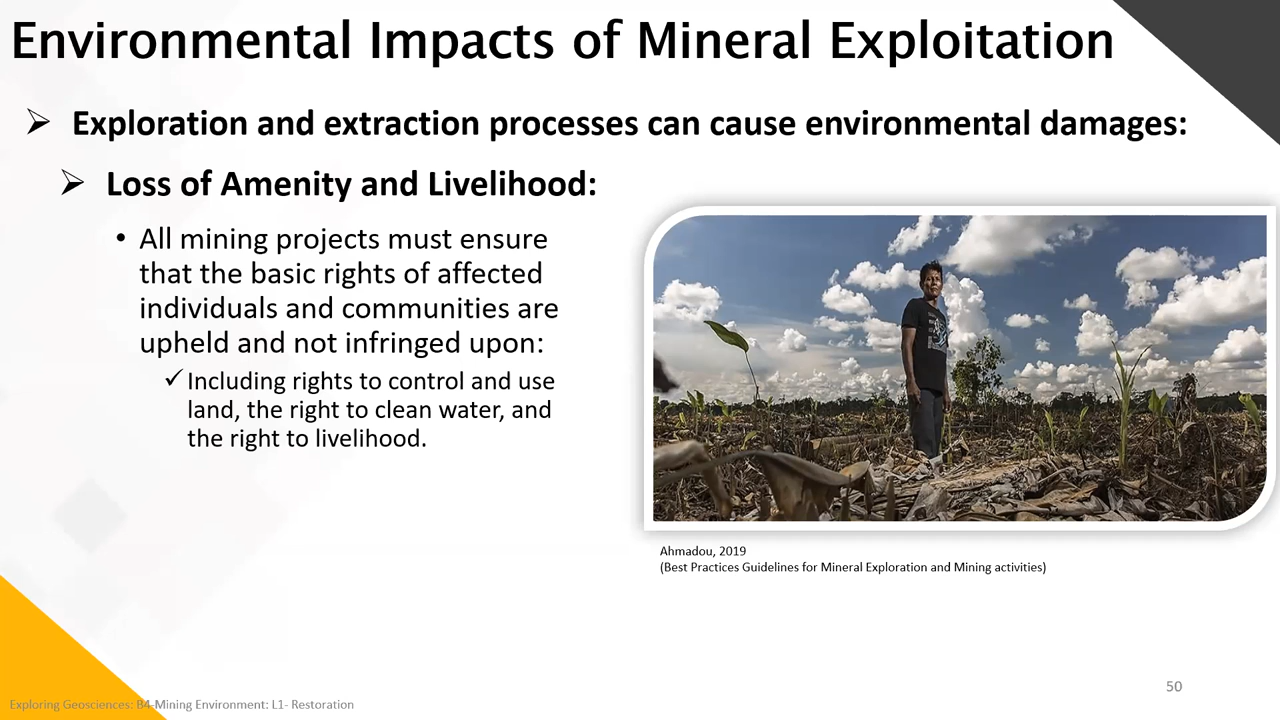 Environmental Impacts of Mineral Exploitation
➢ Exploration and extraction processes can cause environmental damages:
➢ Loss of Amenity and Livelihood:
• All mining projects must ensure
that the basic rights of affected
individuals and communities are
upheld and not infringed upon:
✓Including rights to control and use
land, the right to clean water, and
the right to livelihood.
Ahmadou, 2019
(Best Practices Guidelines for Mineral Exploration and Mining activities)
50
Exploring Geosciences: B4-Mining Environment: L1- Restoration